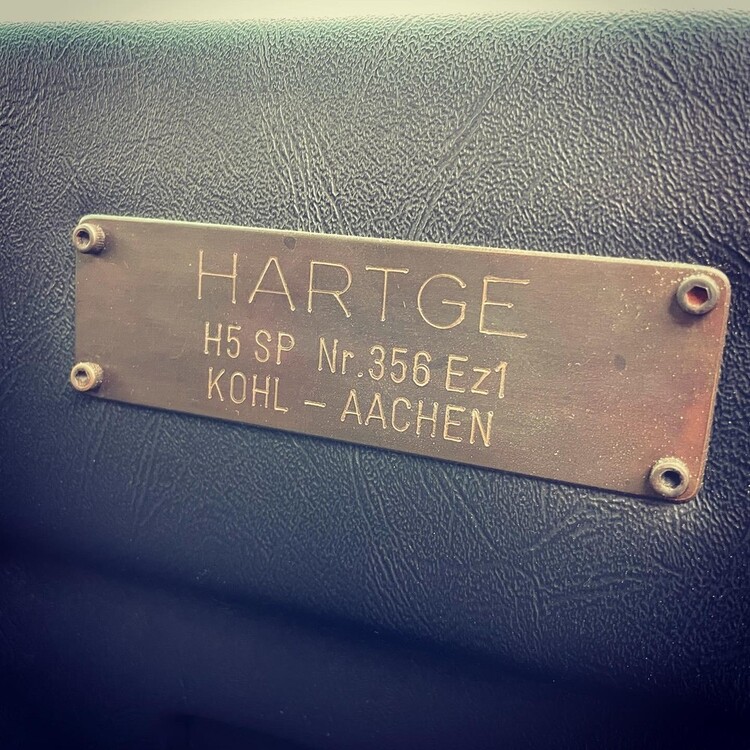 HARTGE
H5 SP Nr.356 Ez1
KOHL – AACHEN